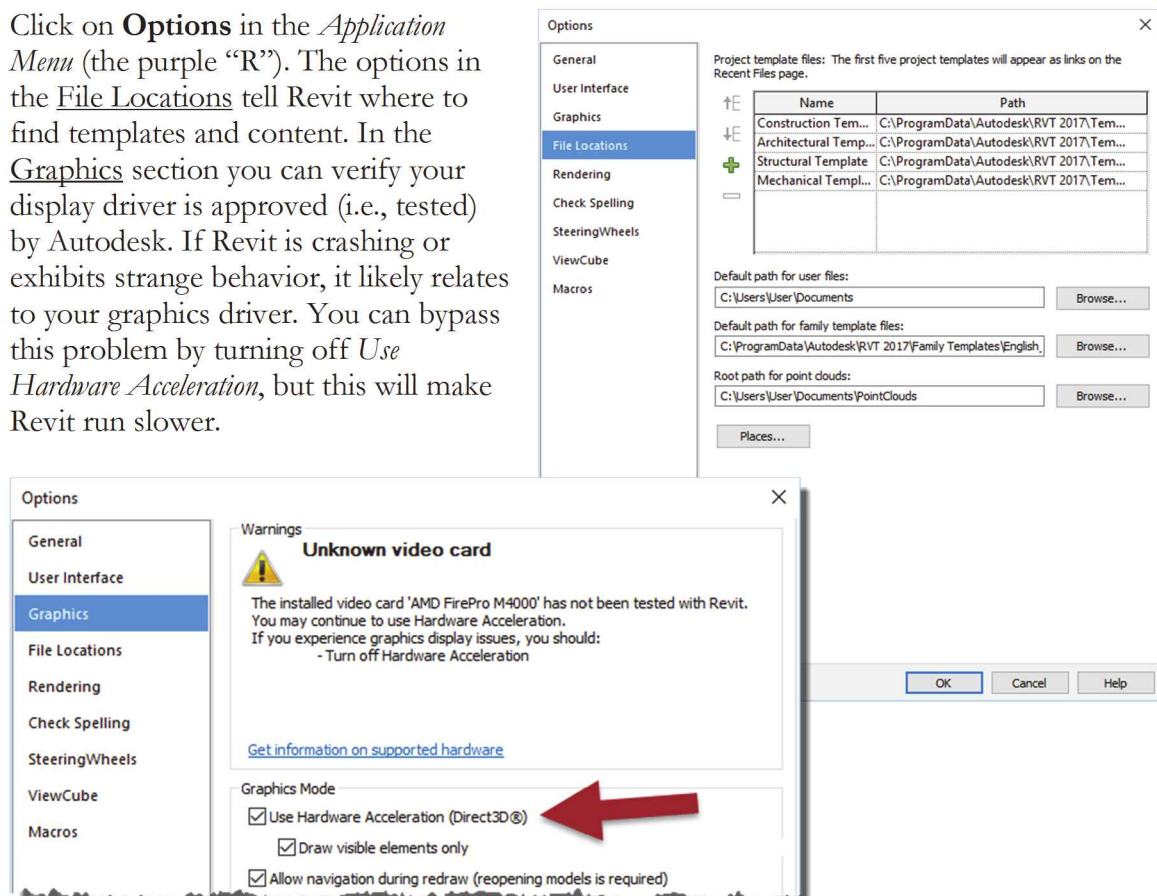 Click on Options in the Application
Menu (the purple “R”). The options in
the File Locations tell Revit where to
find templates and content. In the
Graphics section you can verify your
display driver is approved (i.e., tested)
by Autodesk. If Revit is crashing or
exhibits strange behavior, it likely relates
to your graphics driver. You can bypass
this problem by turning off Use
Hardware Acceleration, but this will make
Revit run slower.
Options
General
User Interface
Graphics
File Locations
Rendering
Check Spelling
SteeringWheels
ViewCube
Macros
Project template files: The first five project templates will appear as links on the
Recent Files page.
Name Path
Construction Tem... C:\ProgramData\Autodesk\RVT 2017\Tem...
Architectural Temp... C:\ProgramData\Autodesk\RVT 2017\Tem...
Structural Template C:\ProgramData\Autodesk\RVT 2017\Tem...
Mechanical Templ... C:\ProgramData\Autodesk\RVT 2017\Tem...
Default path for user files:
C:\Users\User\Documents Browse...
Default path for family template files:
C:\ProgramData\Autodesk\RVT 2017\Family Templates\English_ Browse...
Root path for point clouds:
C:\Users\User\Documents\PointClouds Browse...
Places...
OK Cancel Help
Options
General
User Interface
Graphics
File Locations
Rendering
Check Spelling
SteeringWheels
ViewCube
Macros
Warnings
Unknown video card
The installed video card 'AMD FirePro M4000' has not been tested with Revit.
You may continue to use Hardware Acceleration.
If you experience graphics display issues, you should:
- Turn off Hardware Acceleration
Get information on supported hardware
Graphics Mode
Use Hardware Acceleration (Direct3D®)
Draw visible elements only
Allow navigation during redraw (reopening models is required)